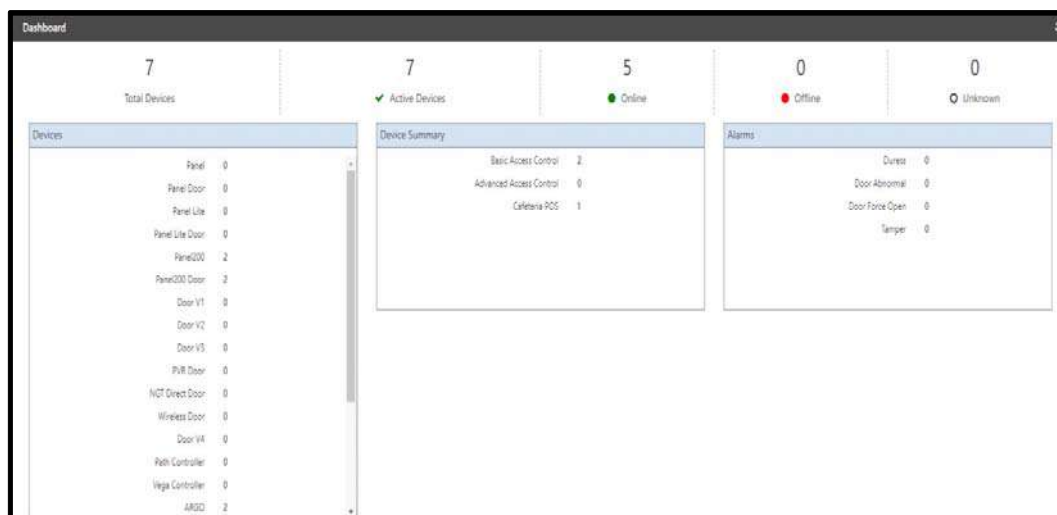 Dashboard
7 7 5 0 0
Total Devices Active Devices Online Offline Unknown
Devices
Panel 0
Panel Door 0
Panel Lite 0
Panel Lite Door 0
Panel200 2
Panel200 Door 2
Door V1 0
Door V2 0
Door V3 0
PVR Door 0
NGT Direct Door 0
Wireless Door 0
Door V4 0
Path Controller 0
Vega Controller 0
ARGO 2
Device Summary
Basic Access Control 2
Advanced Access Control 0
Cafeteria POS 1
Alarms
Duress 0
Door Abnormal 0
Door Force Open 0
Tamper 0